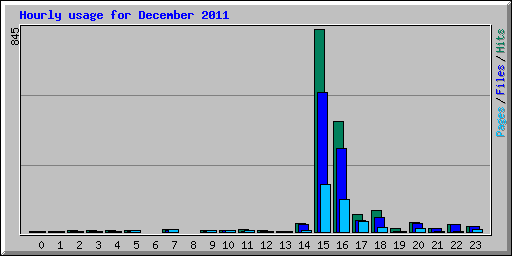 Hourly usage for December 2011
845
Pages / Files / Hits
0 1 2 3 4 5 6 7 8 9 10 11 12 13 14 15 16 17 18 19 20 21 22 23